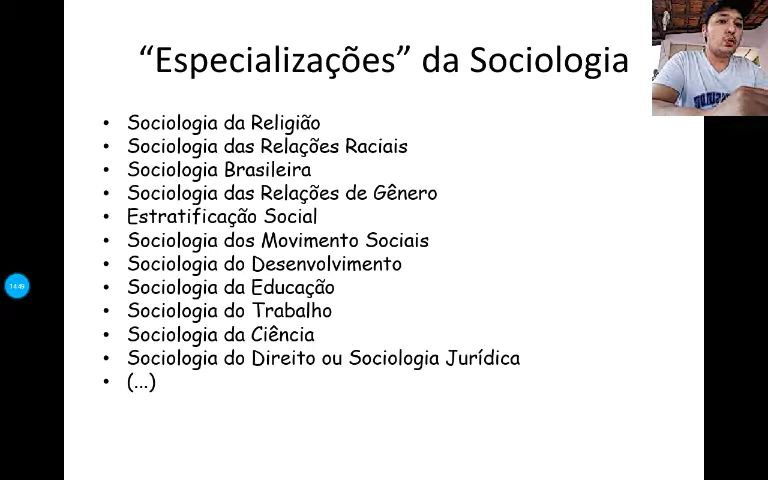 “Especializações” da Sociologia
• Sociologia da Religião
• Sociologia das Relações Raciais
• Sociologia Brasileira
• Sociologia das Relações de Gênero
• Estratificação Social
• Sociologia dos Movimento Sociais
• Sociologia do Desenvolvimento
• Sociologia da Educação
• Sociologia do Trabalho
• Sociologia da Ciência
• Sociologia do Direito ou Sociologia Jurídica
• (...)
14:49